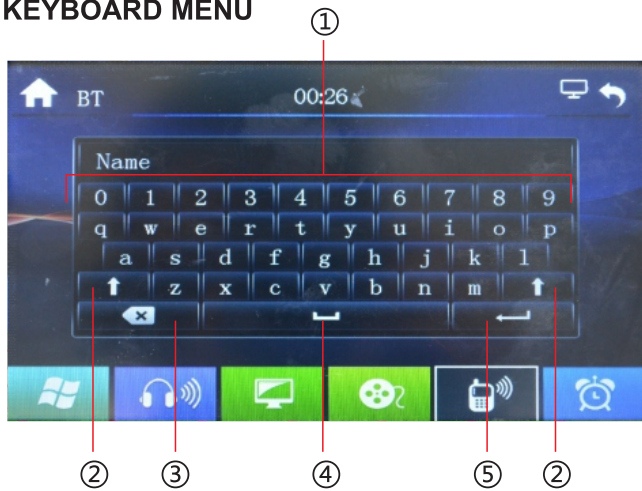 KEYBOARD MENU
①
BT 00:26
Name
0 1 2 3 4 5 6 7 8 9
q w e r t y u i o p
a s d f g h j k l
z x c v b n m
② ③ ④ ⑤ ②